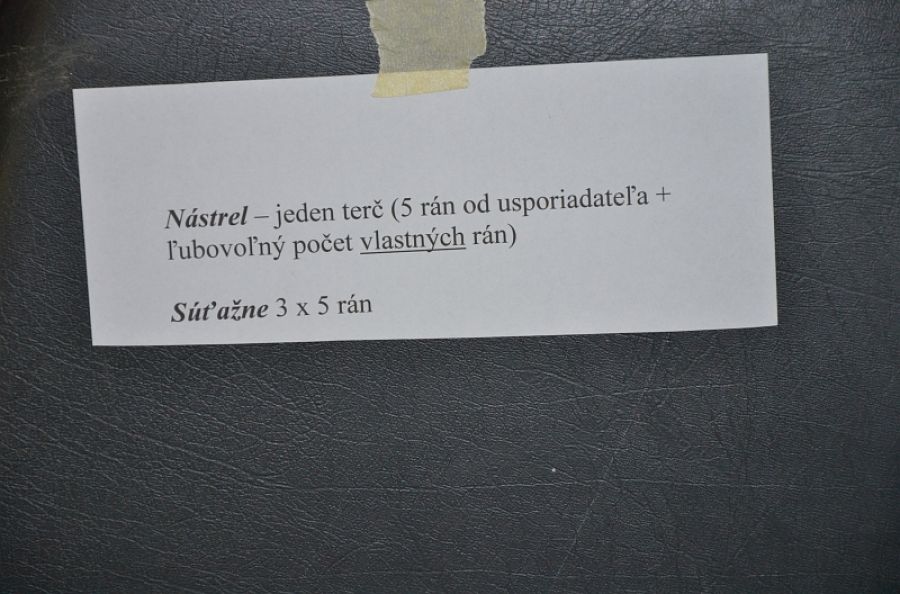 Nástrel – jeden terč (5 rán od usporiadateľa +
ľubovoľný počet vlastných rán)
Súťažne 3 x 5 rán